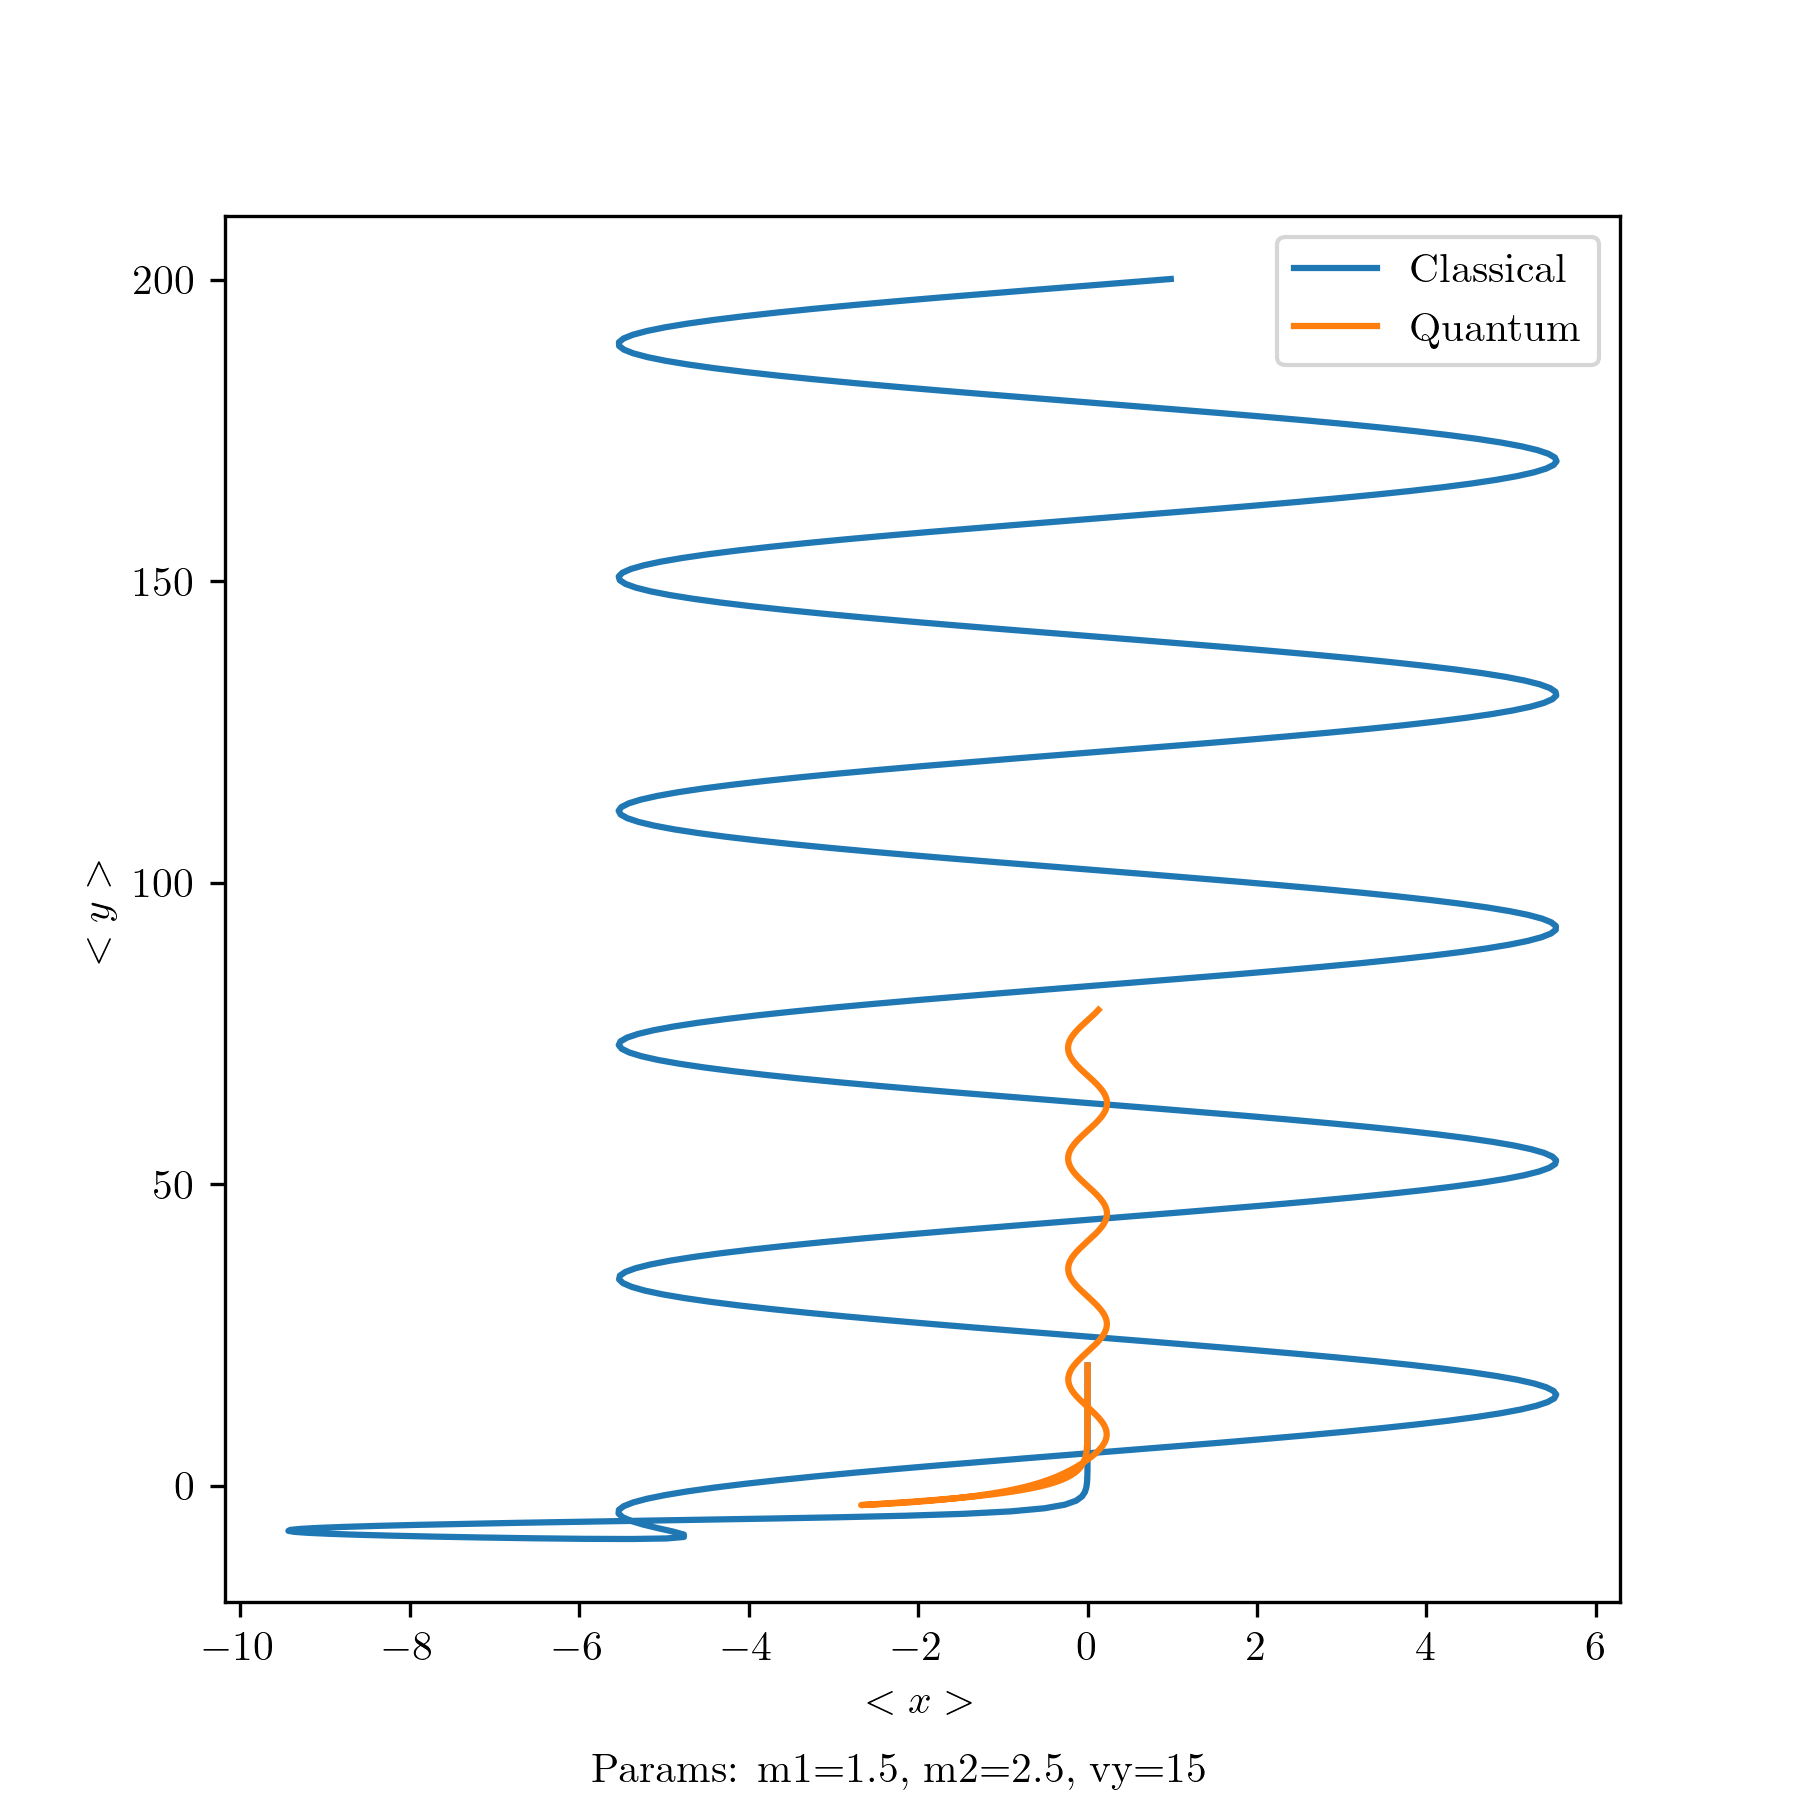 Classical
Quantum
200
150
100
50
0
< y >
−10 −8 −6 −4 −2 0 2 4 6
< x >
Params: m1=1.5, m2=2.5, vy=15